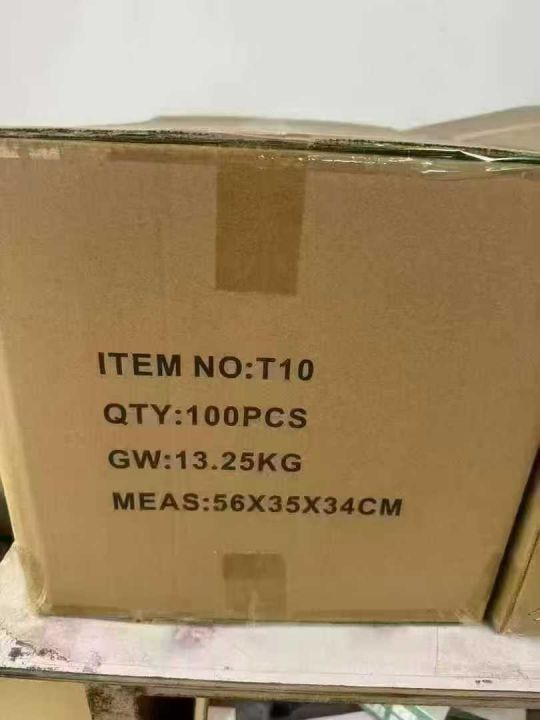 ITEM NO:T10
QTY:100PCS
GW:13.25KG
MEAS:56X35X34CM